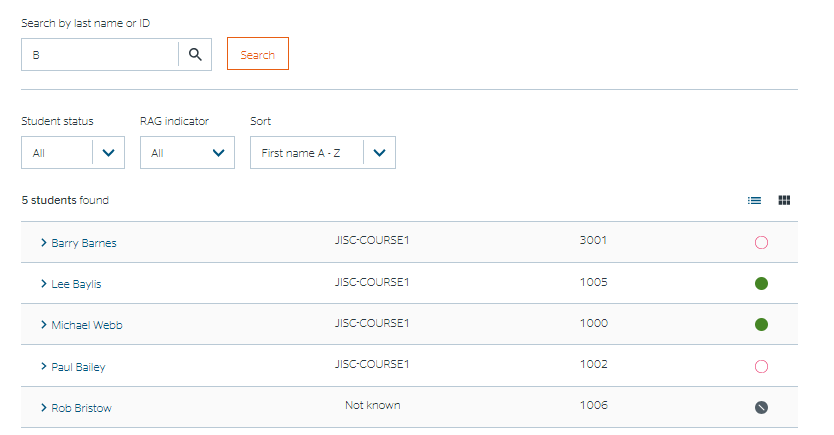 Search by last name or ID
B Search
Student status RAG indicator Sort
All All First name A - Z
5 students found
Barry Barnes JISC-COURSE1 3001
Lee Baylis JISC-COURSE1 1005
Michael Webb JISC-COURSE1 1000
Paul Bailey JISC-COURSE1 1002
Rob Bristow Not known 1006